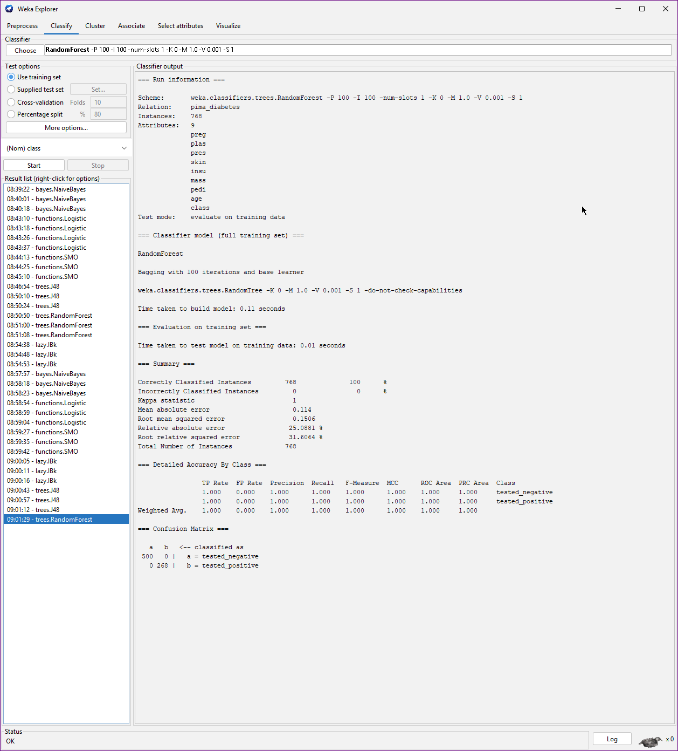 Weka Explorer
Preprocess Classify Cluster Associate Select attributes Visualize
Classifier
Choose RandomForest -P 100 -I 100 -num-slots 1 -K 0 -M 1.0 -V 0.001 -S 1
Test options
Use training set
Supplied test set Set...
Cross-validation Folds 10
Percentage split % 80
More options...
(Nom) class
Start Stop
Result list (right-click for options)
08:39:22 - bayes.NaiveBayes
08:40:01 - bayes.NaiveBayes
08:40:18 - bayes.NaiveBayes
08:43:10 - functions.Logistic
08:43:18 - functions.Logistic
08:43:26 - functions.Logistic
08:43:37 - functions.Logistic
08:44:13 - functions.SMO
08:44:25 - functions.SMO
08:45:10 - functions.SMO
08:46:54 - trees.J48
08:50:10 - trees.J48
08:50:24 - trees.J48
08:50:50 - trees.RandomForest
08:51:00 - trees.RandomForest
08:51:08 - trees.RandomForest
08:54:38 - lazy.IBk
08:54:48 - lazy.IBk
08:54:53 - lazy.IBk
08:57:57 - bayes.NaiveBayes
08:58:18 - bayes.NaiveBayes
08:58:23 - bayes.NaiveBayes
08:58:54 - functions.Logistic
08:58:59 - functions.Logistic
08:59:04 - functions.Logistic
08:59:27 - functions.SMO
08:59:35 - functions.SMO
08:59:42 - functions.SMO
09:00:05 - lazy.IBk
09:00:11 - lazy.IBk
09:00:16 - lazy.IBk
09:00:43 - trees.J48
09:00:57 - trees.J48
09:01:12 - trees.J48
09:01:29 - trees.RandomForest
Classifier output
=== Run information ===
Scheme: weka.classifiers.trees.RandomForest -P 100 -I 100 -num-slots 1 -K 0 -M 1.0 -V 0.001 -S 1
Relation: pima_diabetes
Instances: 768
Attributes: 9
preg
plas
pres
skin
insu
mass
pedi
age
class
Test mode: evaluate on training data
=== Classifier model (full training set) ===
RandomForest
Bagging with 100 iterations and base learner
weka.classifiers.trees.RandomTree -K 0 -M 1.0 -V 0.001 -S 1 -do-not-check-capabilities
Time taken to build model: 0.11 seconds
=== Evaluation on training set ===
Time taken to test model on training data: 0.01 seconds
=== Summary ===
Correctly Classified Instances 768 100 %
Incorrectly Classified Instances 0 0 %
Kappa statistic 1
Mean absolute error 0.114
Root mean squared error 0.1506
Relative absolute error 25.0881 %
Root relative squared error 31.6064 %
Total Number of Instances 768
=== Detailed Accuracy By Class ===
TP Rate FP Rate Precision Recall F-Measure MCC ROC Area PRC Area Class
1.000 0.000 1.000 1.000 1.000 1.000 1.000 1.000 tested_negative
1.000 0.000 1.000 1.000 1.000 1.000 1.000 1.000 tested_positive
Weighted Avg. 1.000 0.000 1.000 1.000 1.000 1.000 1.000 1.000
=== Confusion Matrix ===
a b <-- classified as
500 0 | a = tested_negative
0 268 | b = tested_positive
Status
OK
Log x 0